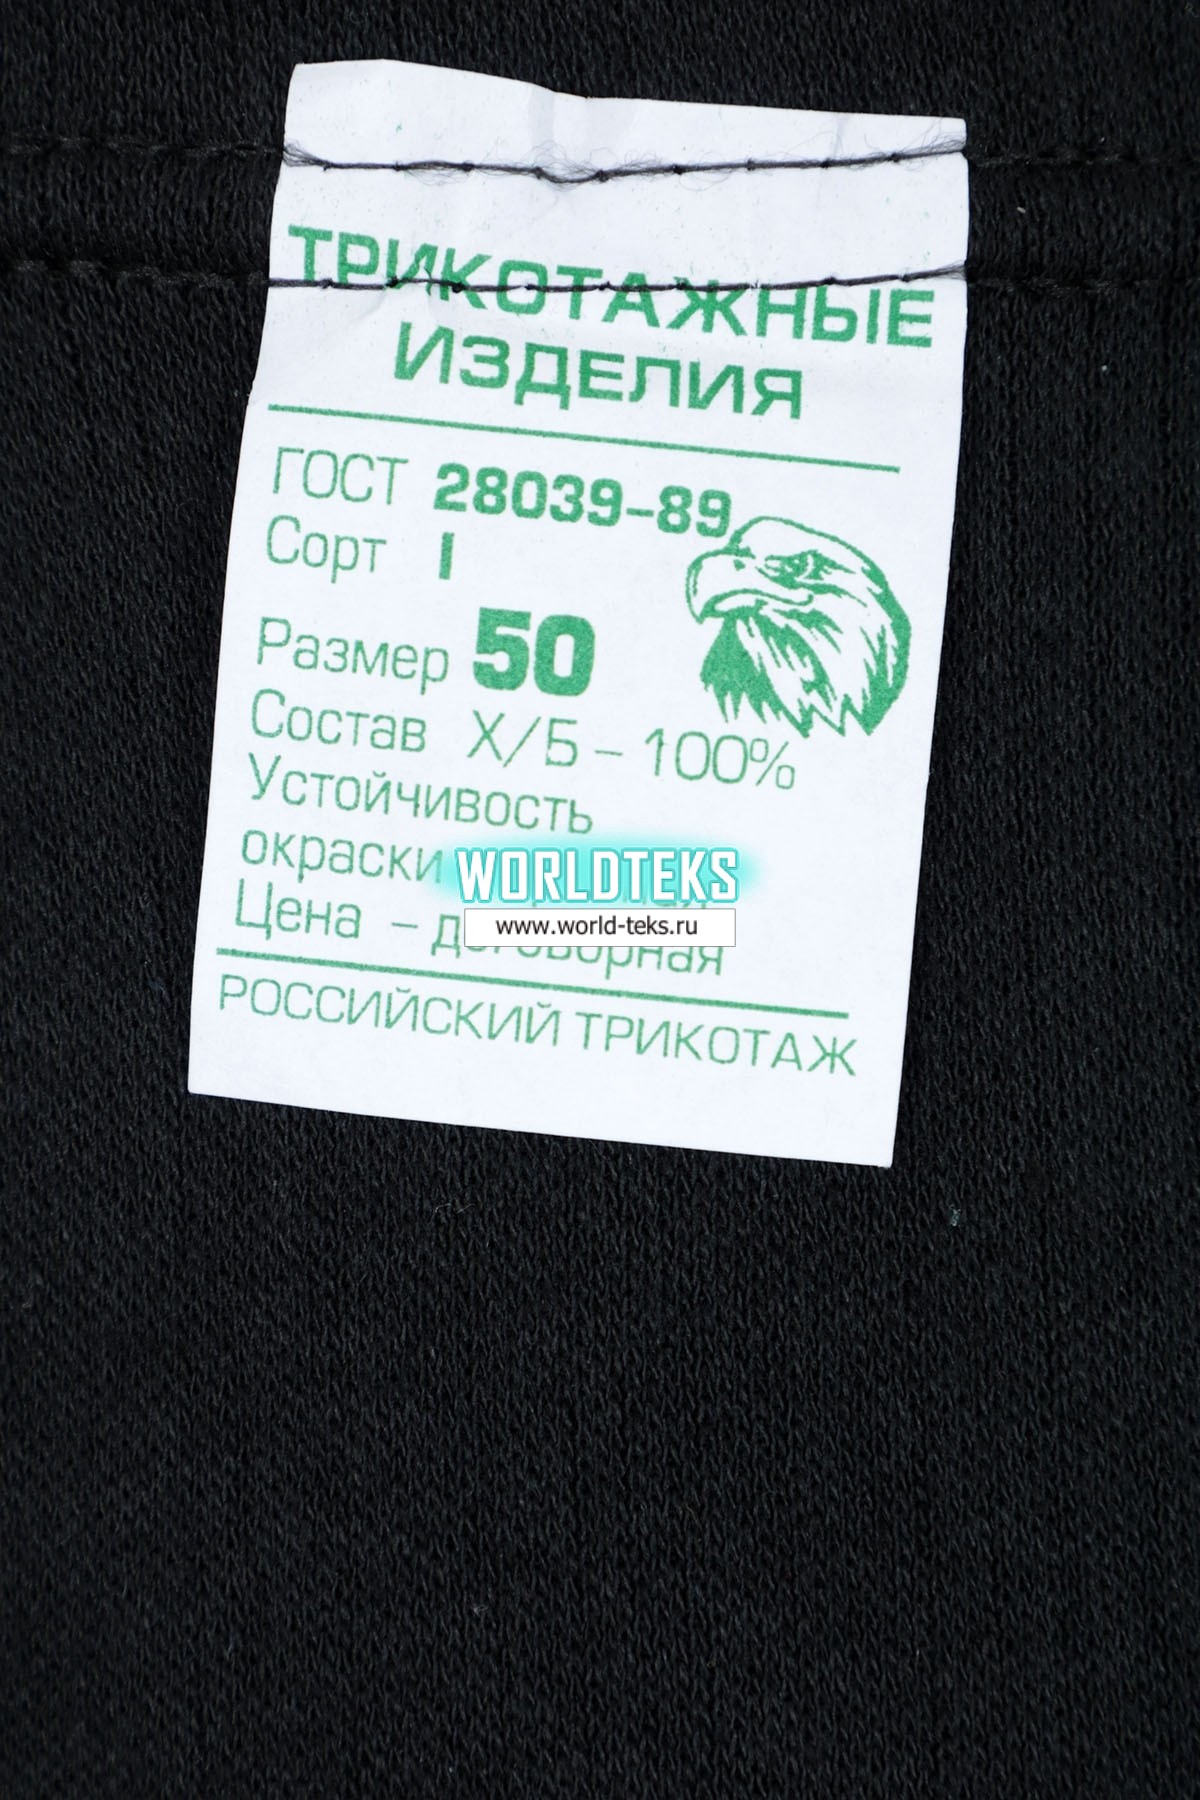 ТРИКОТАЖНЫЕ
ИЗДЕЛИЯ
ГОСТ 28039-89
Сорт I
Размер 50
Состав Х/Б – 100%
Устойчивость
окраски
WORLDTEKS
www.world-teks.ru
Цена – договорная
РОССИЙСКИЙ ТРИКОТАЖ